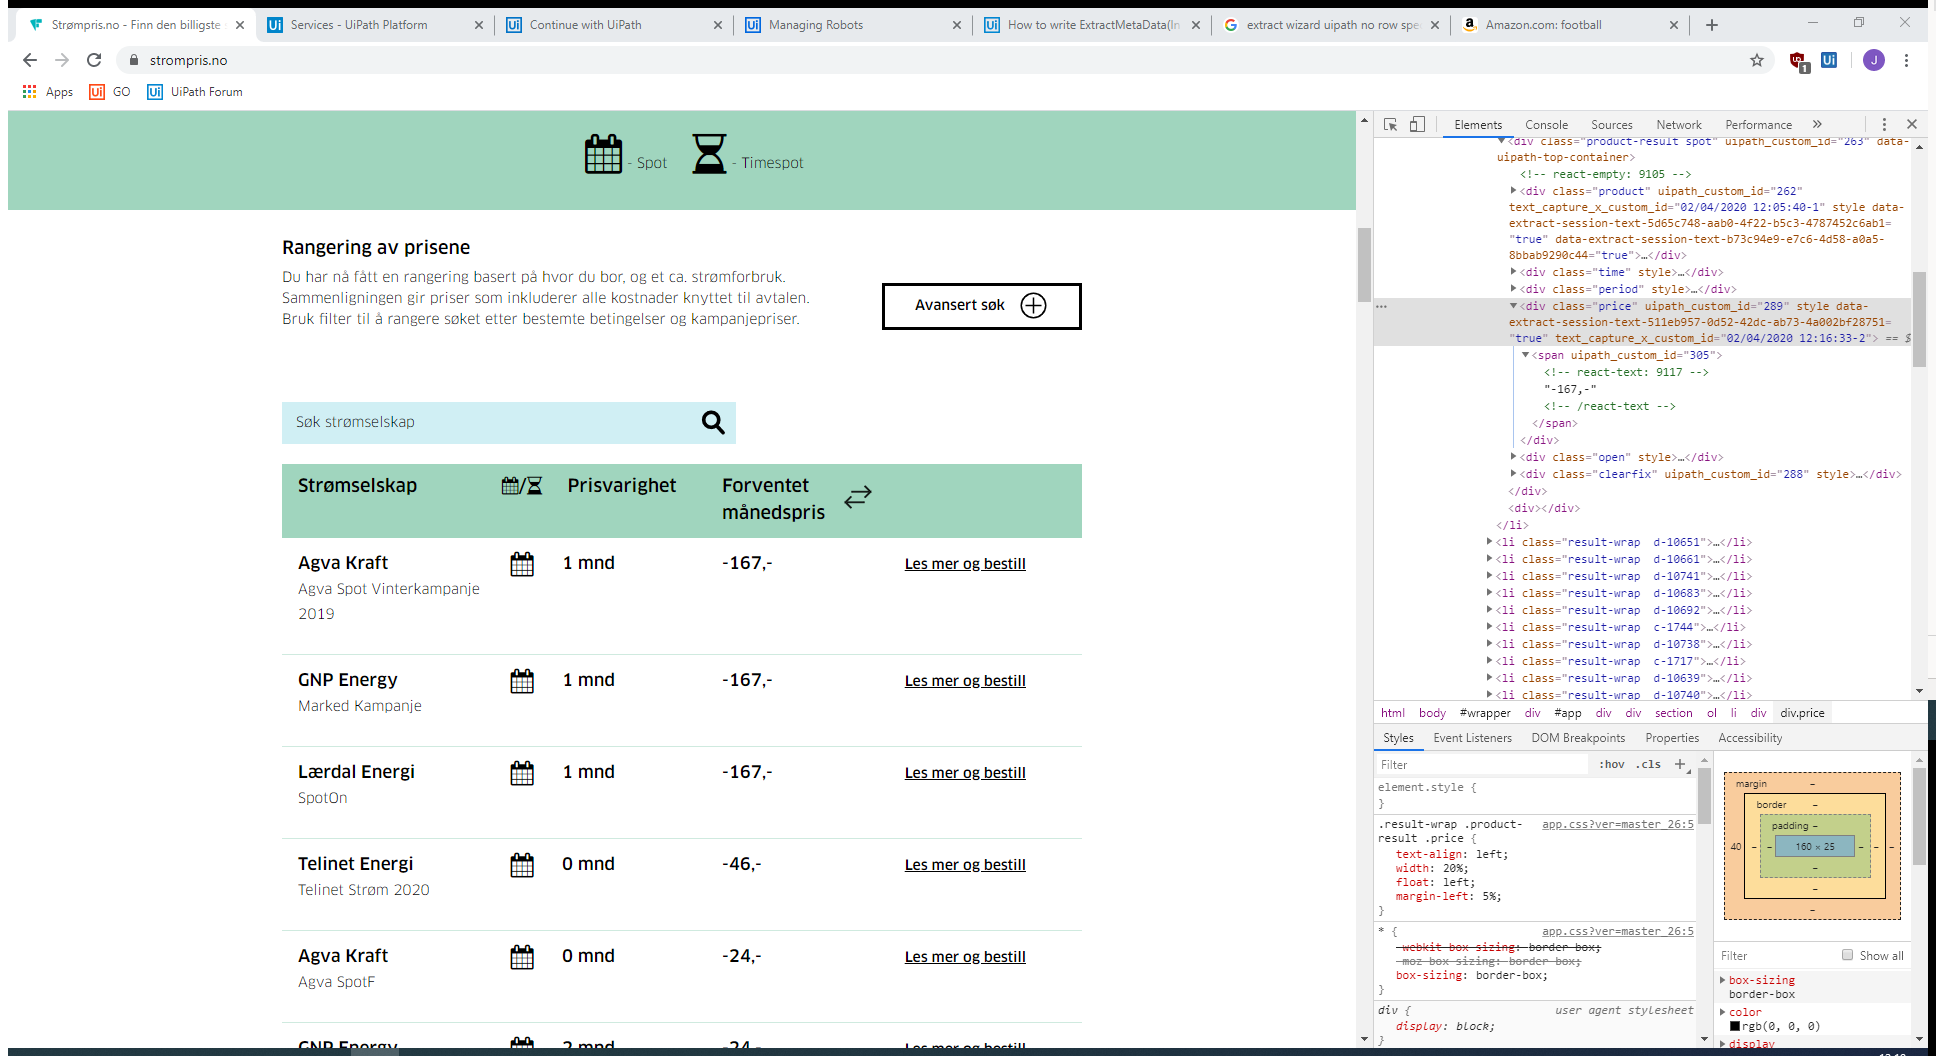 Strømpris.no - Finn den billigste
Services - UiPath Platform
Continue with UiPath
Managing Robots
How to write ExtractMetaData(In
extract wizard uipath no row spe
Amazon.com: football
strompris.no
1
Ui
J
Apps
Ui GO
Ui UiPath Forum
- Spot
- Timespot
Rangering av prisene
Du har nå fått en rangering basert på hvor du bor, og et ca. strømforbruk.
Sammenligningen gir priser som inkluderer alle kostnader knyttet til avtalen.
Bruk filter til å rangere søket etter bestemte betingelser og kampanjepriser.
Avansert søk
Søk strømselskap
Strømselskap / Prisvarighet Forventet månedspris
Agva Kraft 1 mnd -167,- Les mer og bestill
Agva Spot Vinterkampanje
2019
GNP Energy 1 mnd -167,- Les mer og bestill
Marked Kampanje
Lærdal Energi 1 mnd -167,- Les mer og bestill
SpotOn
Telinet Energi 0 mnd -46,- Les mer og bestill
Telinet Strøm 2020
Agva Kraft 0 mnd -24,- Les mer og bestill
Agva SpotF
GNP Energy 2 mnd -24,- Les mer og bestill
Elements Console Sources Network Performance »
<div class="product-result spot" uipath_custom_id="263" data-
uipath-top-container>
<!-- react-empty: 9105 -->
<div class="product" uipath_custom_id="262"
text_capture_x_custom_id="02/04/2020 12:05:40-1" style data-
extract-session-text-5d65c748-aab0-4f22-b5c3-4787452c6ab1=
"true" data-extract-session-text-b73c94e9-e7c6-4d58-a0a5-
8bbab9290c44="true">…</div>
<div class="time" style>…</div>
<div class="period" style>…</div>
<div class="price" uipath_custom_id="289" style data-
extract-session-text-511eb957-0d52-42dc-ab73-4a002bf28751=
"true" text_capture_x_custom_id="02/04/2020 12:16:33-2"> == $
<span uipath_custom_id="305">
<!-- react-text: 9117 -->
"-167,-"
<!-- /react-text -->
</span>
</div>
<div class="open" style>…</div>
<div class="clearfix" uipath_custom_id="288" style>…</div>
</div>
<div></div>
</li>
<li class="result-wrap  d-10651">…</li>
<li class="result-wrap  d-10661">…</li>
<li class="result-wrap  d-10741">…</li>
<li class="result-wrap  d-10683">…</li>
<li class="result-wrap  d-10692">…</li>
<li class="result-wrap  c-1744">…</li>
<li class="result-wrap  d-10738">…</li>
<li class="result-wrap  c-1717">…</li>
<li class="result-wrap  d-10639">…</li>
<li class="result-wrap  d-10740">…</li>
html body #wrapper div #app div div section ol li div div.price
Styles Event Listeners DOM Breakpoints Properties Accessibility
Filter :hov .cls +
element.style {
}
.result-wrap .product- app.css?ver=master_26:5
result .price {
text-align: left;
width: 20%;
float: left;
margin-left: 5%;
}
* { app.css?ver=master_26:5
-webkit-box-sizing: border-box;
-moz-box-sizing: border-box;
box-sizing: border-box;
}
div { user agent stylesheet
display: block;
}
margin –
border –
padding –
40 – – 160 × 25 – – –
–
–
–
Filter Show all
box-sizing
border-box
color
rgb(0, 0, 0)
display